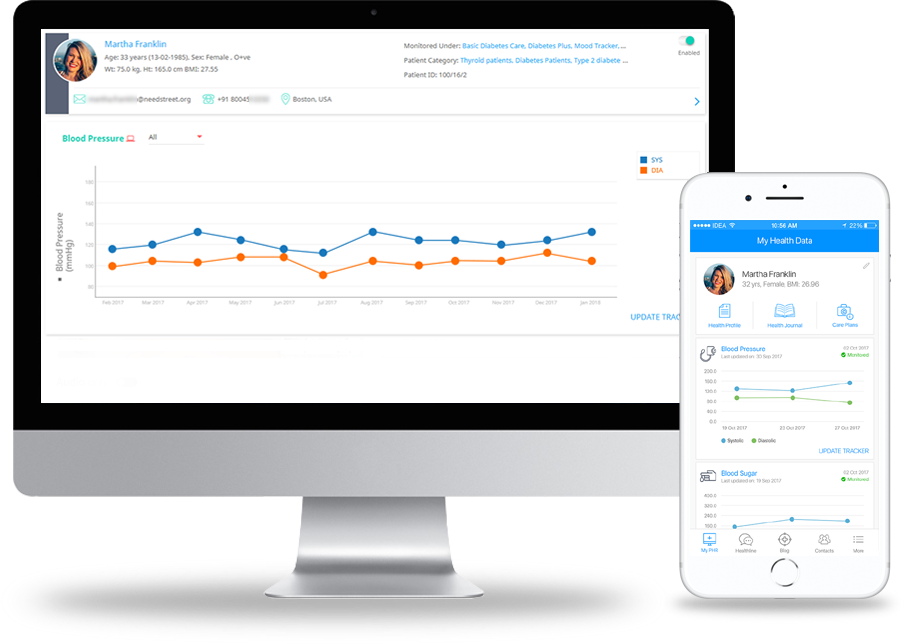 Martha Franklin
Age: 33 years (13-02-1985), Sex: Female , O+ve
Wt: 75.0 kg, Ht: 165.0 cm BMI: 27.55
Monitored Under: Basic Diabetes Care, Diabetes Plus, Mood Tracker, ...
Patient Category: Thyroid patients, Diabetes Patients, Type 2 diabete ...
Patient ID: 100/16/2
Enabled
@needstreet.org
+91 80045
Boston, USA
Blood Pressure
All
SYS
DIA
Blood Pressure
(mmHg)
180
160
140
120
100
80
Feb 2017 Mar 2017 Apr 2017 May 2017 Jun 2017 Jul 2017 Aug 2017 Sep 2017 Oct 2017 Nov 2017 Dec 2017 Jan 2018
UPDATE TRAC
IDEA 10:56 AM 22%
My Health Data
Martha Franklin
32 yrs, Female, BMI: 26.96
Health Profile Health Journal Care Plans
Blood Pressure 02 Oct 2017
Last updated on: 30 Sep 2017 Monitored
200.0
160.0
120.0
80.0
40.0
0.0
19 Oct 2017 23 Oct 2017 27 Oct 2017
Systolic Diastolic
UPDATE TRACKER
Blood Sugar 02 Oct 2017
Last updated on: 19 Sep 2017 Monitored
400.0
320.0
240.0
160.0
My PHR Healthline Blog Contacts More